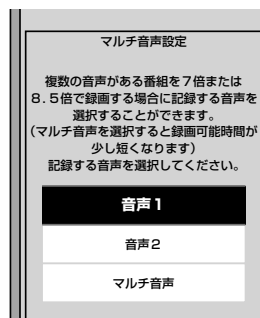 マルチ音声設定
複数の音声がある番組を７倍または
８．５倍で録画する場合に記録する音声を
選択することができます。
（マルチ音声を選択すると録画可能時間が
少し短くなります）
記録する音声を選択してください。
音声１
音声２
マルチ音声